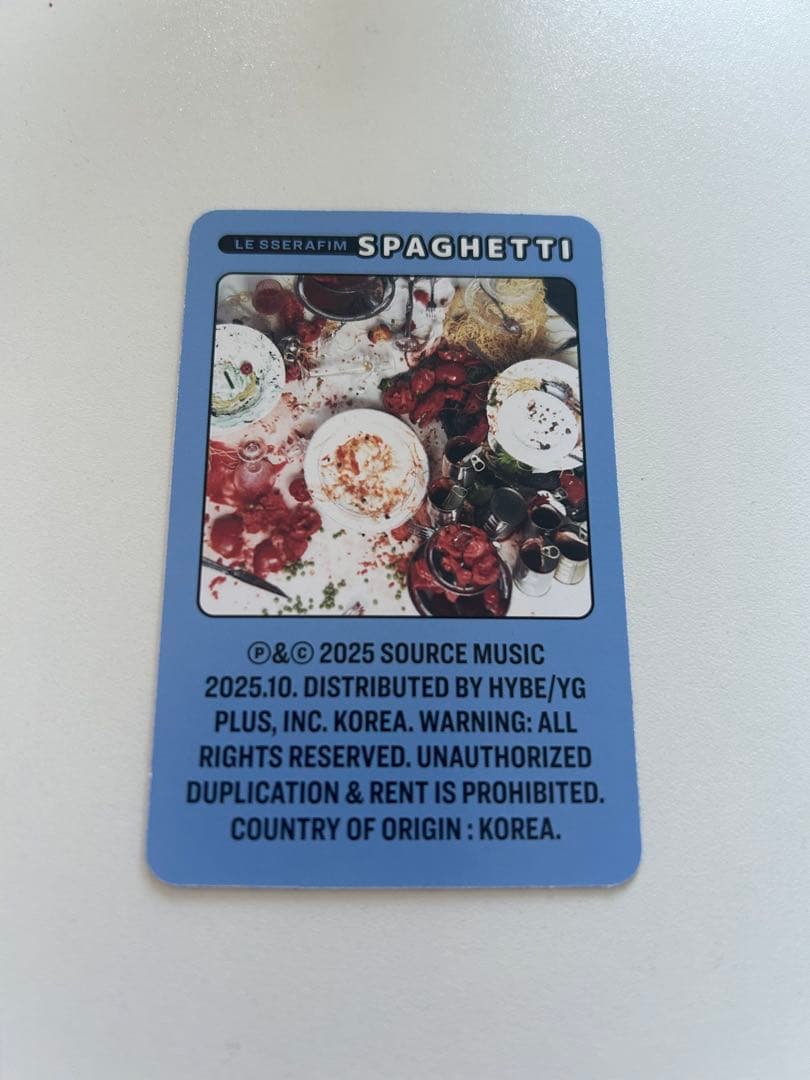 LE SSERAFIM SPAGHETTI
Ⓟ&Ⓒ 2025 SOURCE MUSIC
2025.10. DISTRIBUTED BY HYBE/YG
PLUS, INC. KOREA. WARNING: ALL
RIGHTS RESERVED. UNAUTHORIZED
DUPLICATION & RENT IS PROHIBITED.
COUNTRY OF ORIGIN : KOREA.